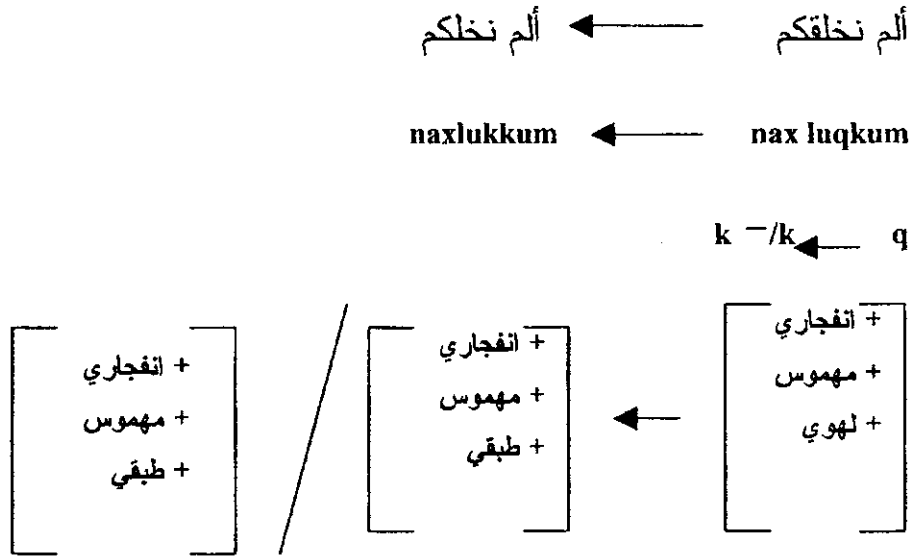 ألم نخلقكم ← ألم نخلكم
nax luqkum ← naxlukkum
q ← k —/k
+ انفجاري + انفجاري + انفجاري
+ مهموس + مهموس + مهموس
+ لهوي ← + طبقي / + طبقي